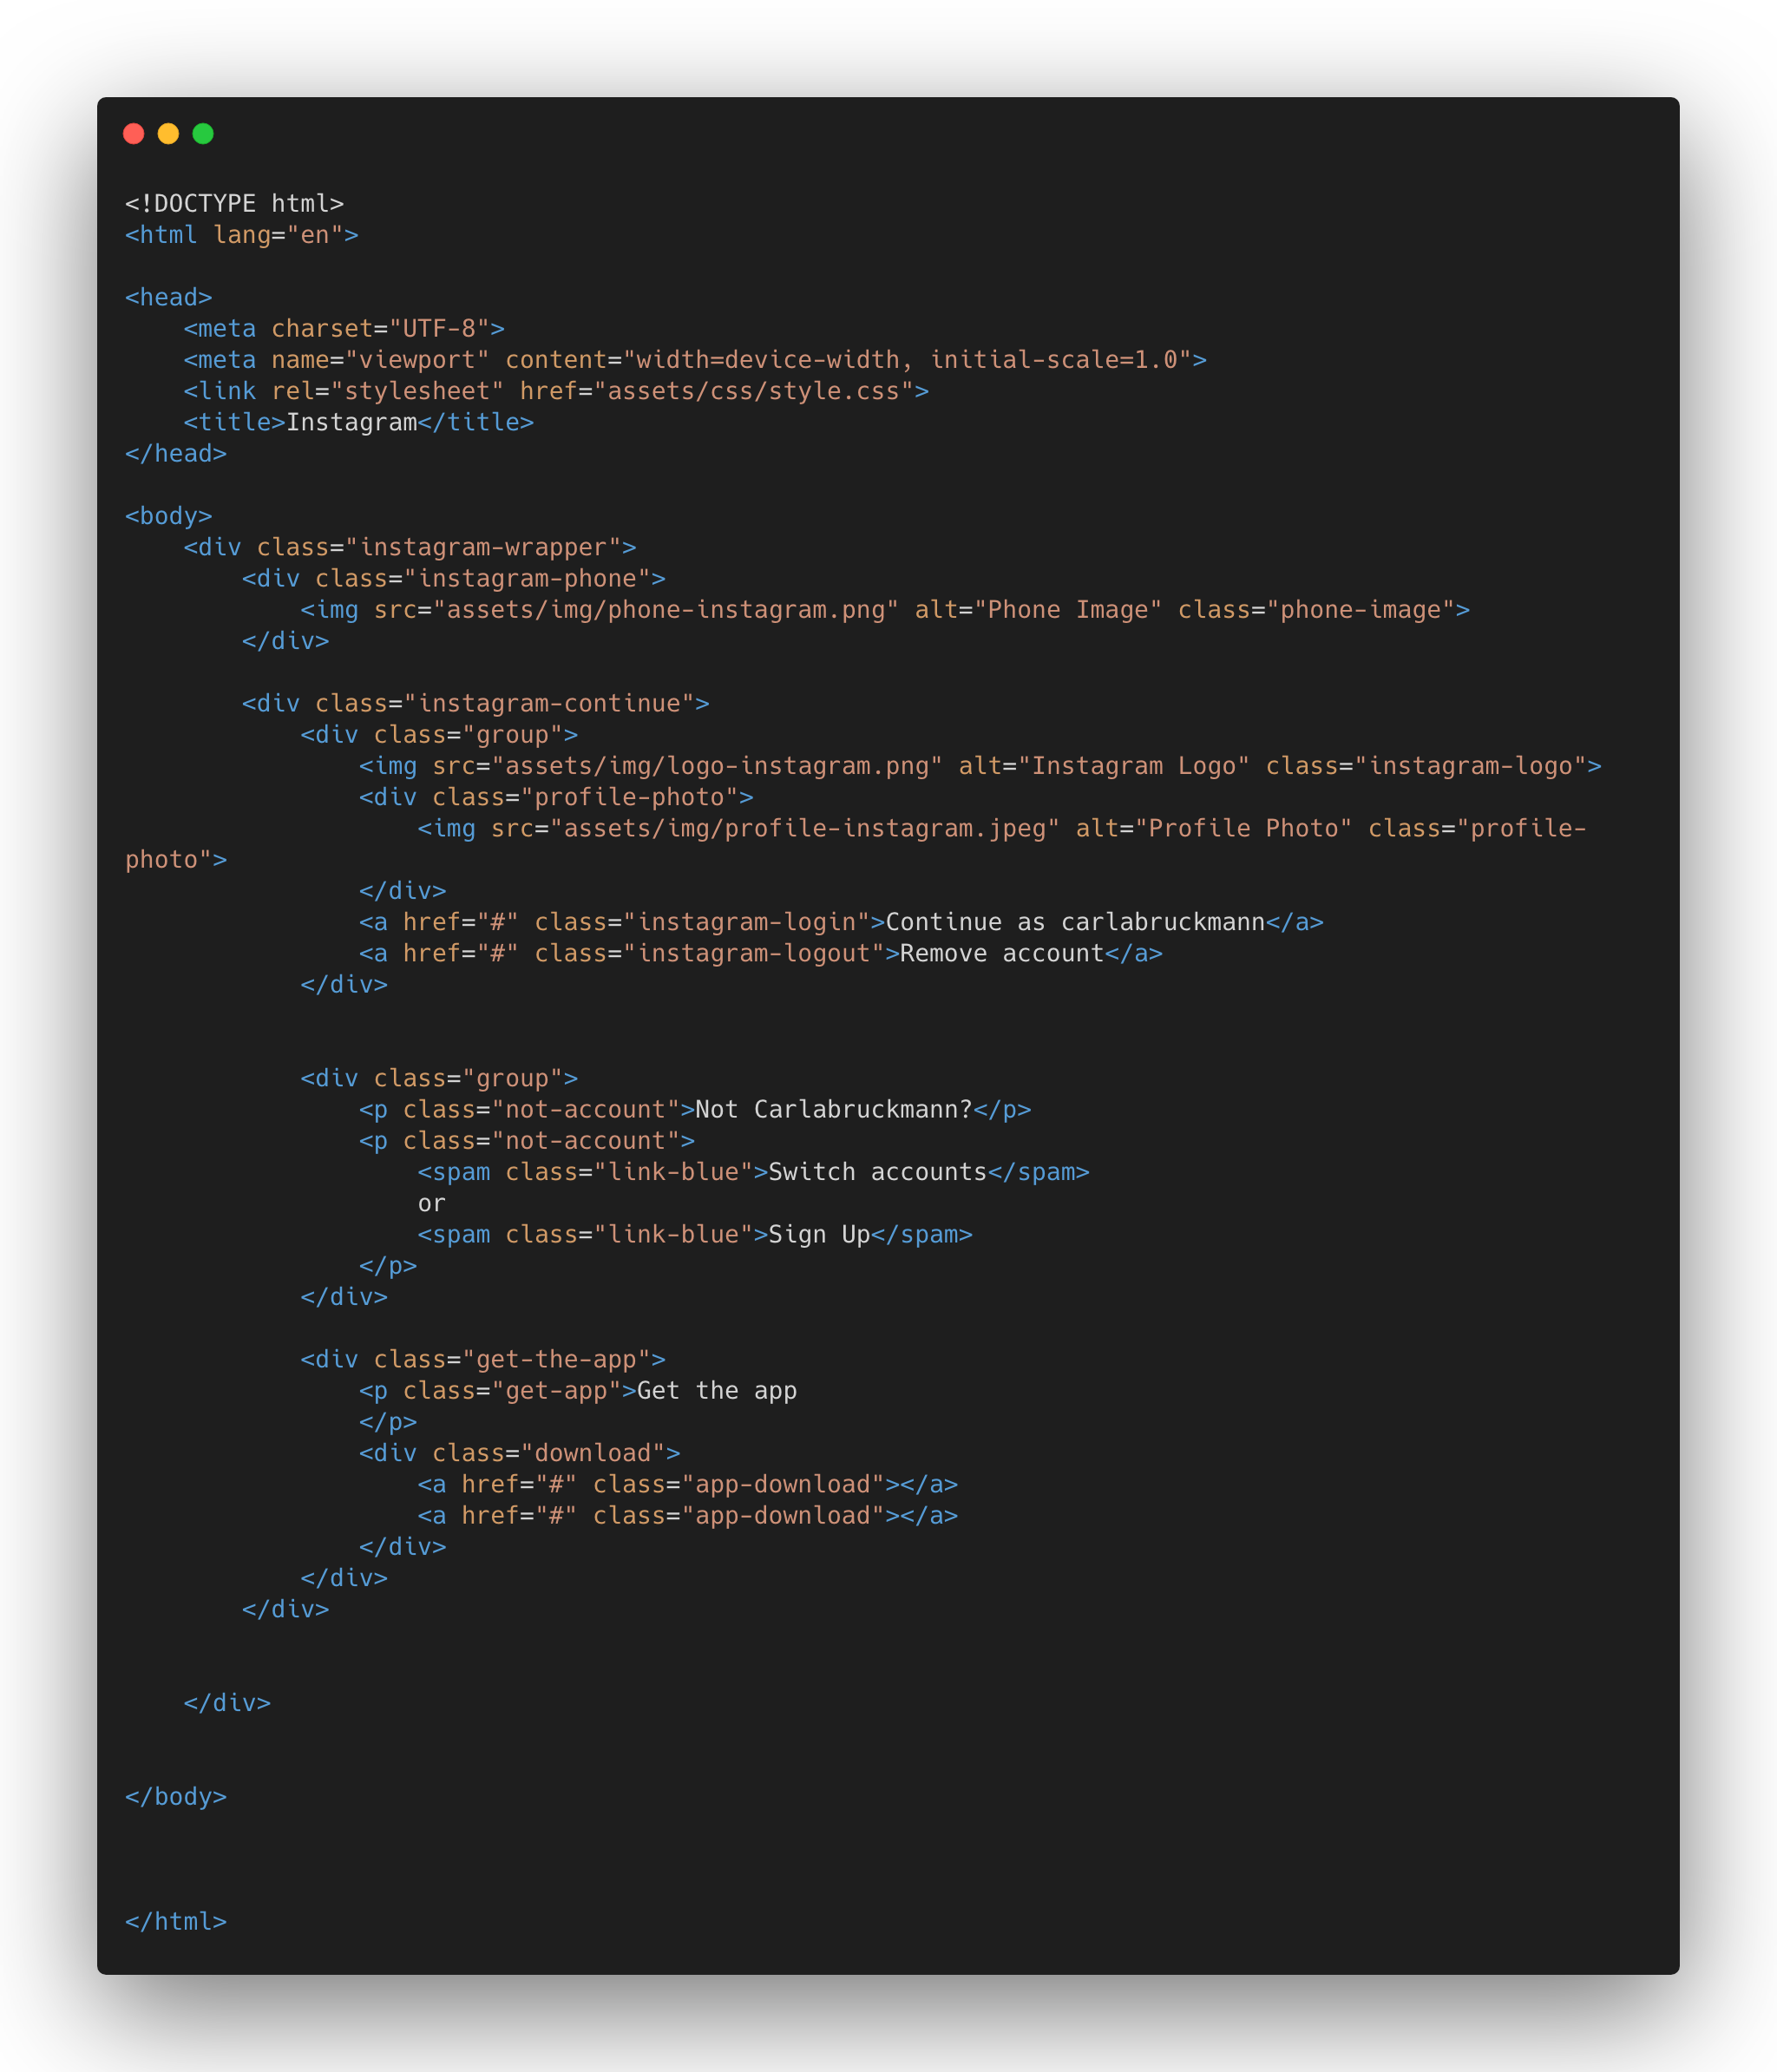 <!DOCTYPE html>
<html lang="en">

<head>
    <meta charset="UTF-8">
    <meta name="viewport" content="width=device-width, initial-scale=1.0">
    <link rel="stylesheet" href="assets/css/style.css">
    <title>Instagram</title>
</head>

<body>
    <div class="instagram-wrapper">
        <div class="instagram-phone">
            <img src="assets/img/phone-instagram.png" alt="Phone Image" class="phone-image">
        </div>

        <div class="instagram-continue">
            <div class="group">
                <img src="assets/img/logo-instagram.png" alt="Instagram Logo" class="instagram-logo">
                <div class="profile-photo">
                    <img src="assets/img/profile-instagram.jpeg" alt="Profile Photo" class="profile-
photo">
                </div>
                <a href="#" class="instagram-login">Continue as carlabruckmann</a>
                <a href="#" class="instagram-logout">Remove account</a>
            </div>


            <div class="group">
                <p class="not-account">Not Carlabruckmann?</p>
                <p class="not-account">
                    <spam class="link-blue">Switch accounts</spam>
                    or
                    <spam class="link-blue">Sign Up</spam>
                </p>
            </div>

            <div class="get-the-app">
                <p class="get-app">Get the app
                </p>
                <div class="download">
                    <a href="#" class="app-download"></a>
                    <a href="#" class="app-download"></a>
                </div>
            </div>
        </div>


    </div>


</body>



</html>